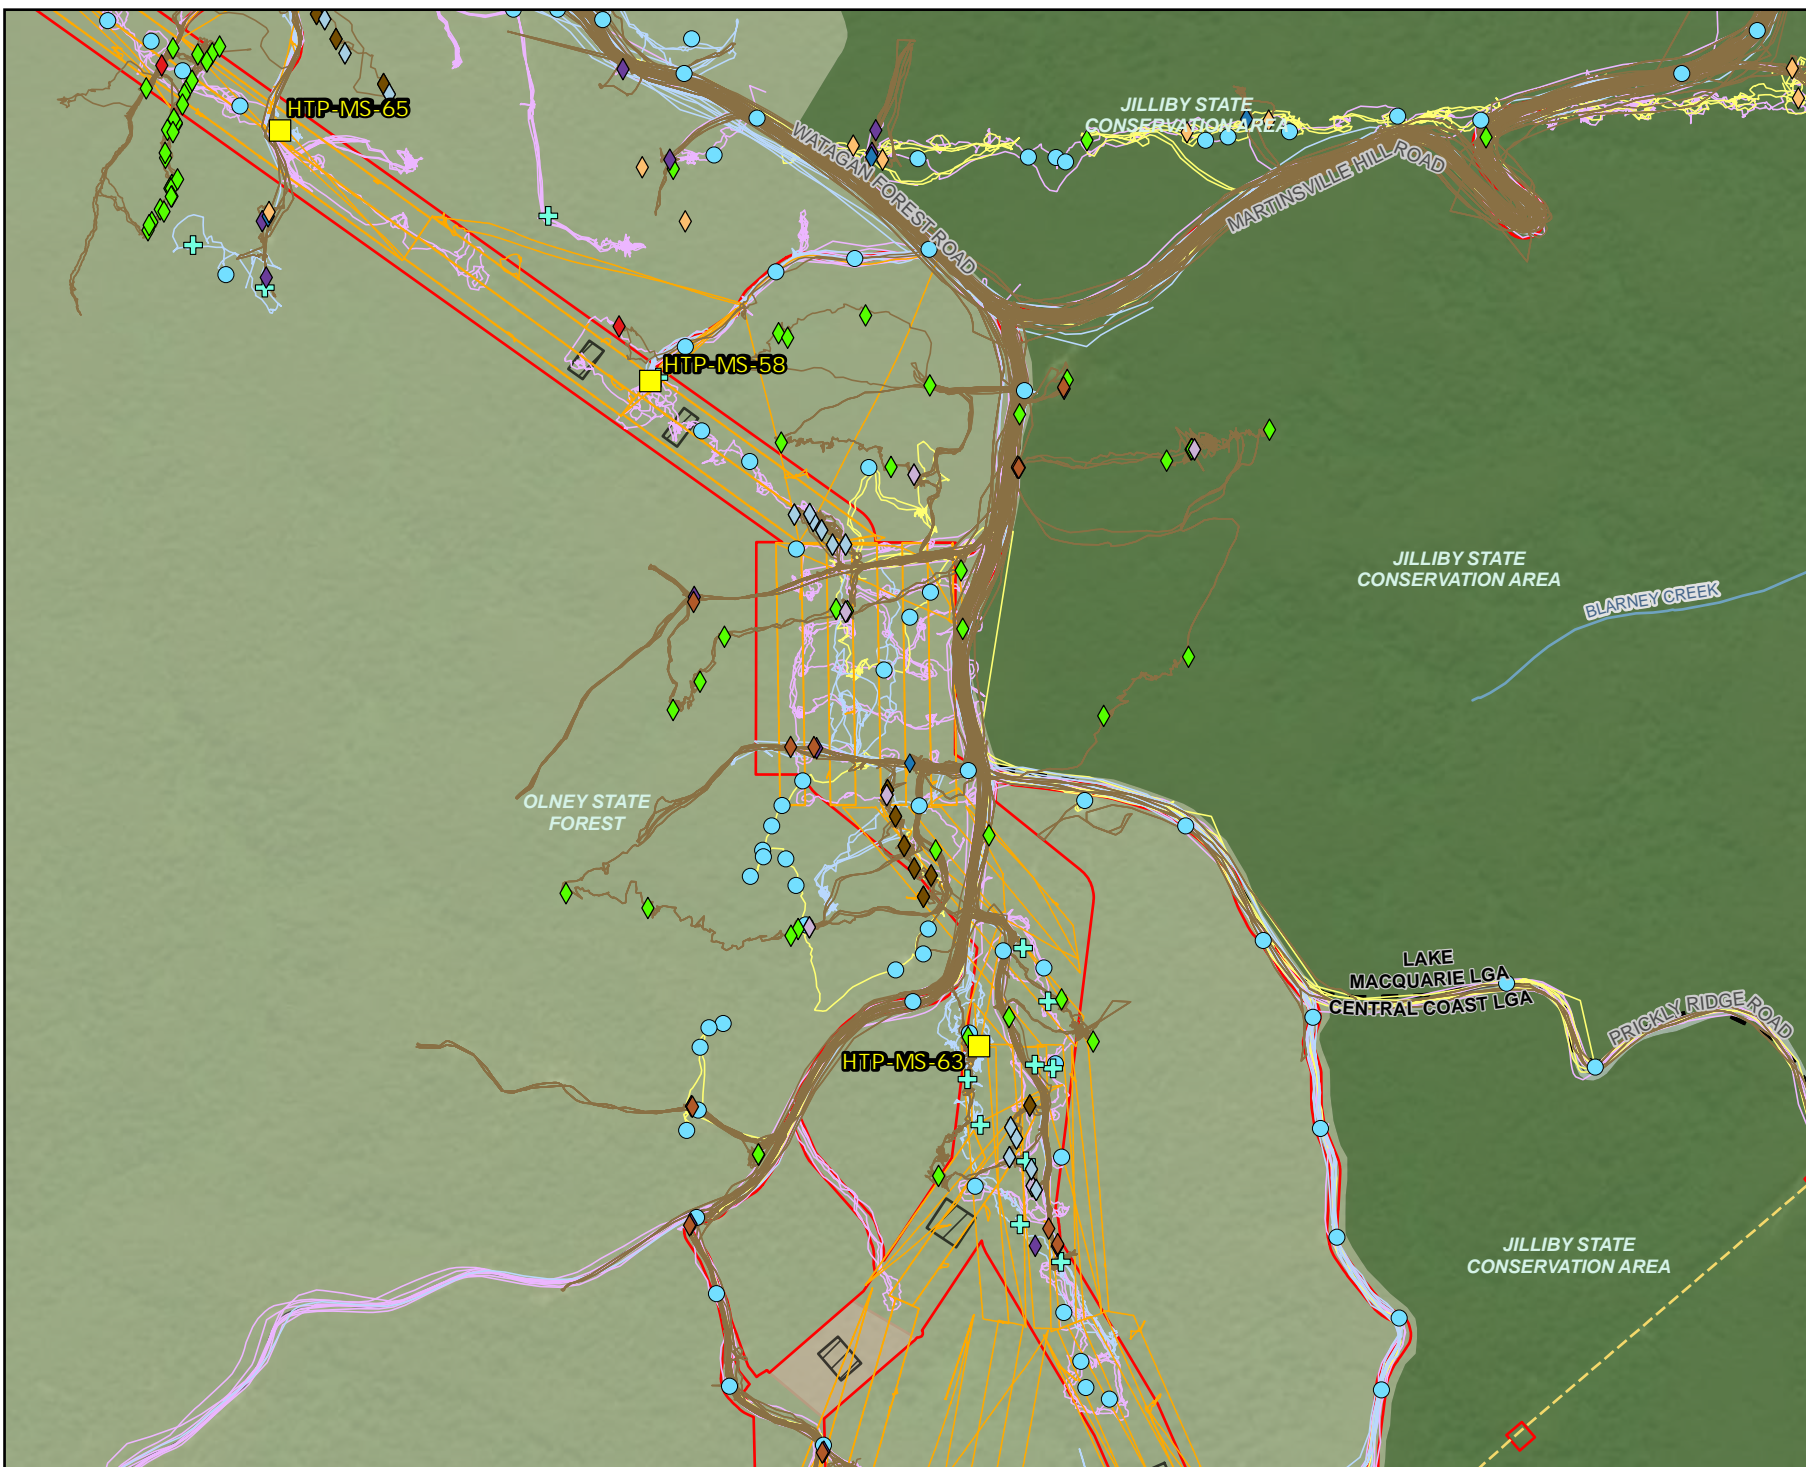 HTP-MS-65
JILLIBY STATE
CONSERVATION AREA
WATAGAN FOREST ROAD
MARTINSVILLE HILL ROAD
HTP-MS-58
JILLIBY STATE
CONSERVATION AREA
BLARNEY CREEK
OLNEY STATE
FOREST
LAKE
MACQUARIE LGA
CENTRAL COAST LGA
PRICKLY RIDGE ROAD
HTP-MS-63
JILLIBY STATE
CONSERVATION AREA